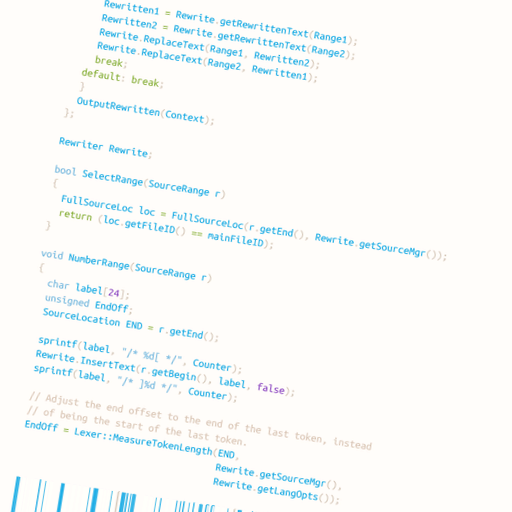 Rewritten1 = Rewrite.getRewrittenText(Range1);
Rewritten2 = Rewrite.getRewrittenText(Range2);
Rewrite.ReplaceText(Range1, Rewritten2);
Rewrite.ReplaceText(Range2, Rewritten1);
break;
default: break;
}
OutputRewritten(Context);
};
Rewriter Rewrite;
bool SelectRange(SourceRange r)
{
FullSourceLoc loc = FullSourceLoc(r.getEnd(), Rewrite.getSourceMgr());
return (loc.getFileID() == mainFileID);
}
void NumberRange(SourceRange r)
{
char label[24];
unsigned EndOff;
SourceLocation END = r.getEnd();
sprintf(label, "/* %d[ */", Counter);
Rewrite.InsertText(r.getBegin(), label, false);
sprintf(label, "/* ]%d */", Counter);
// Adjust the end offset to the end of the last token, instead
// of being the start of the last token.
EndOff = Lexer::MeasureTokenLength(END,
Rewrite.getSourceMgr(),
Rewrite.getLangOpts());